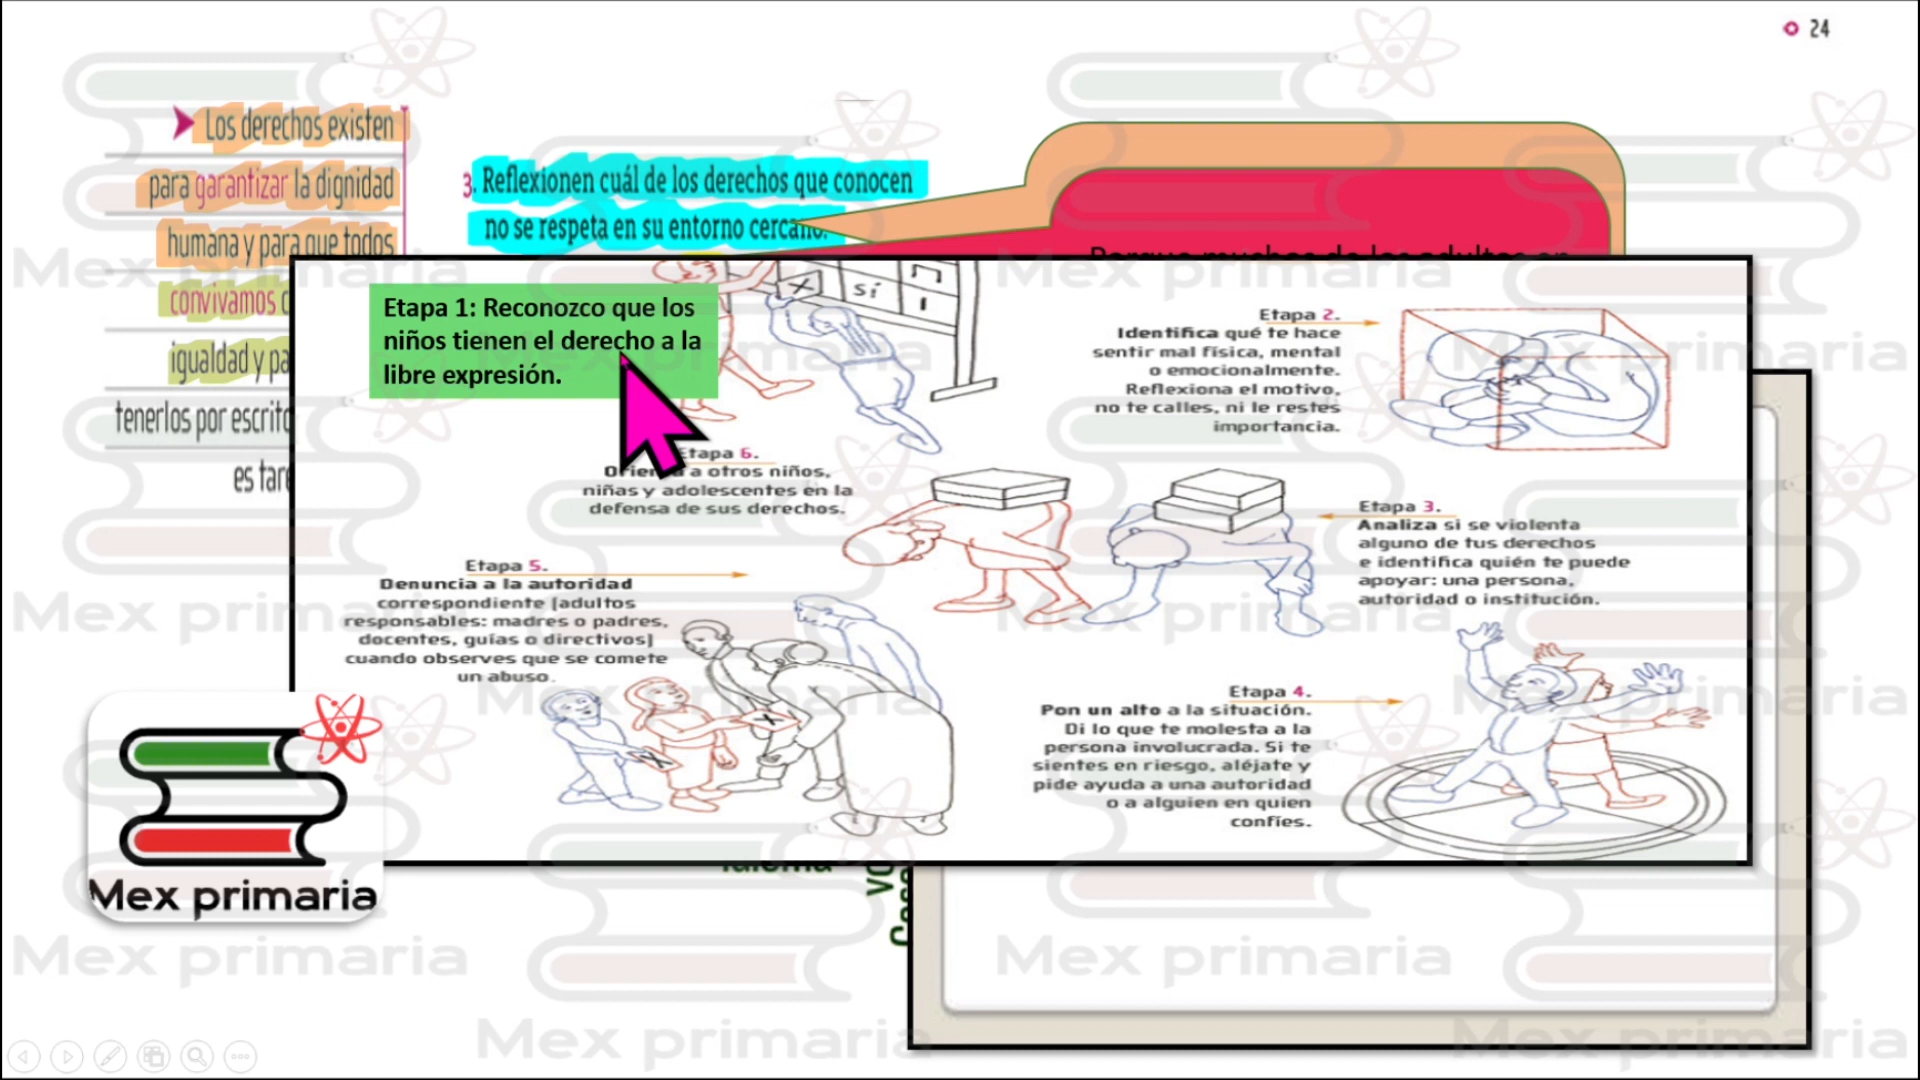 24
Los derechos existen
para garantizar la dignidad
humana y para que todos
convivamos
igualdad y
tenerlos por escrito
es
3. Reflexionen cuál de los derechos que conocen
no se respeta en su entorno cercano.
Porque muchos de los adultos en
Etapa 1: Reconozco que los
niños tienen el derecho a la
libre expresión.
X sí
Etapa 2.
Identifica qué te hace
sentir mal física, mental
o emocionalmente.
Reflexiona el motivo,
no te calles, ni le restes
importancia.
Etapa 3.
Analiza si se violenta
alguno de tus derechos
e identifica quién te puede
apoyar: una persona,
autoridad o institución.
Etapa 4.
Pon un alto a la situación.
Di lo que te molesta a la
persona involucrada. Si te
sientes en riesgo, aléjate y
pide ayuda a una autoridad
o a alguien en quien
confíes.
Etapa 5.
Denuncia a la autoridad
correspondiente (adultos
responsables: madres o padres,
docentes, guías o directivos)
cuando observes que se comete
un abuso.
Etapa 6.
a otros niños,
niñas y adolescentes en la
defensa de sus derechos.
Mex primaria
idioma